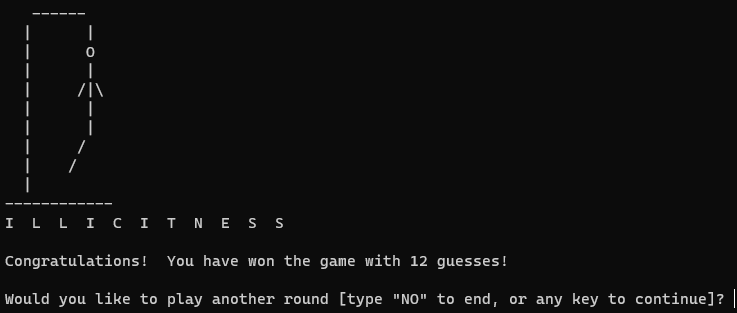 I L L I C I T N E S S
Congratulations!  You have won the game with 12 guesses!
Would you like to play another round [type "NO" to end, or any key to continue]?